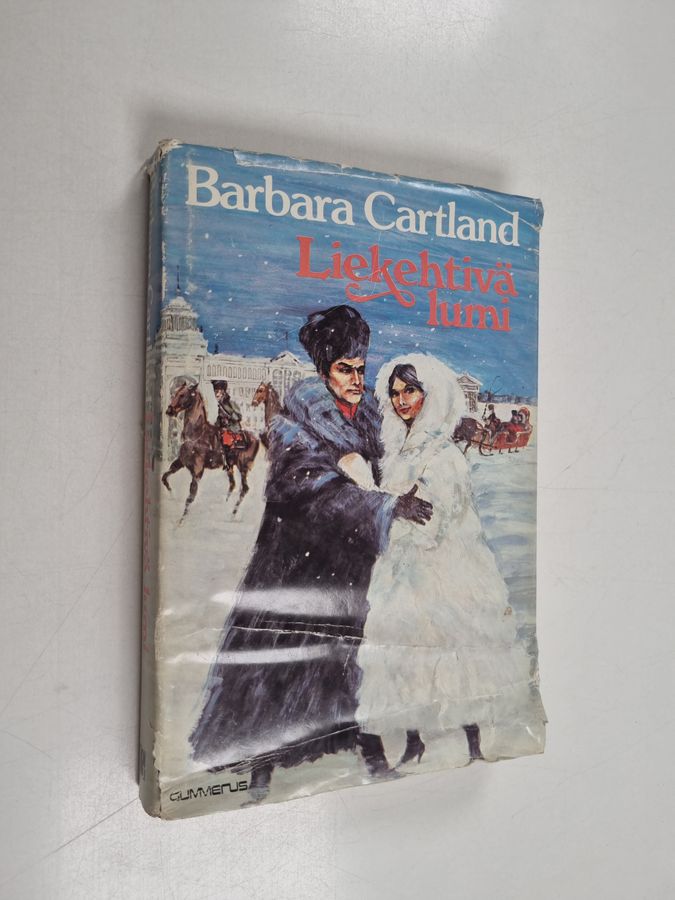 Barbara Cartland
Liekehtivä
lumi
GUMMERUS